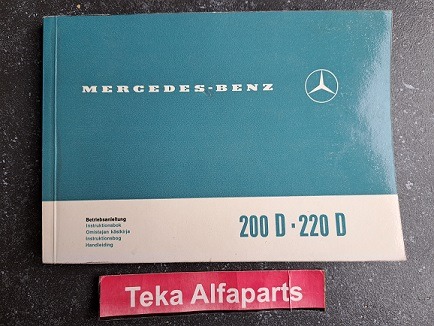 MERCEDES-BENZ
Betriebsanleitung
Instruktionsbok
Omistajan käsikirja
Instruktionsbog
Handleiding
200 D · 220 D
Teka Alfaparts